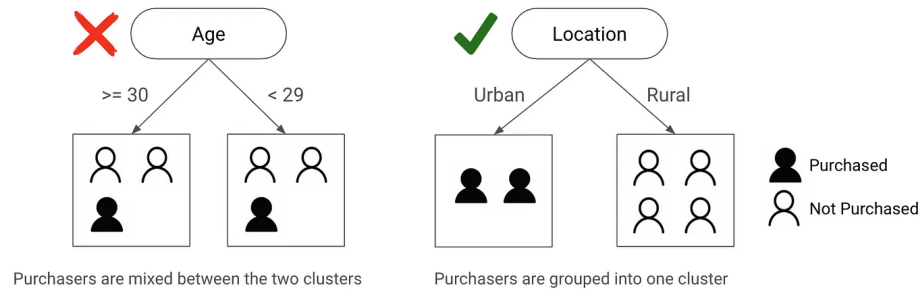 Age
Location
>= 30
< 29
Urban
Rural
Purchased
Not Purchased
Purchasers are mixed between the two clusters
Purchasers are grouped into one cluster